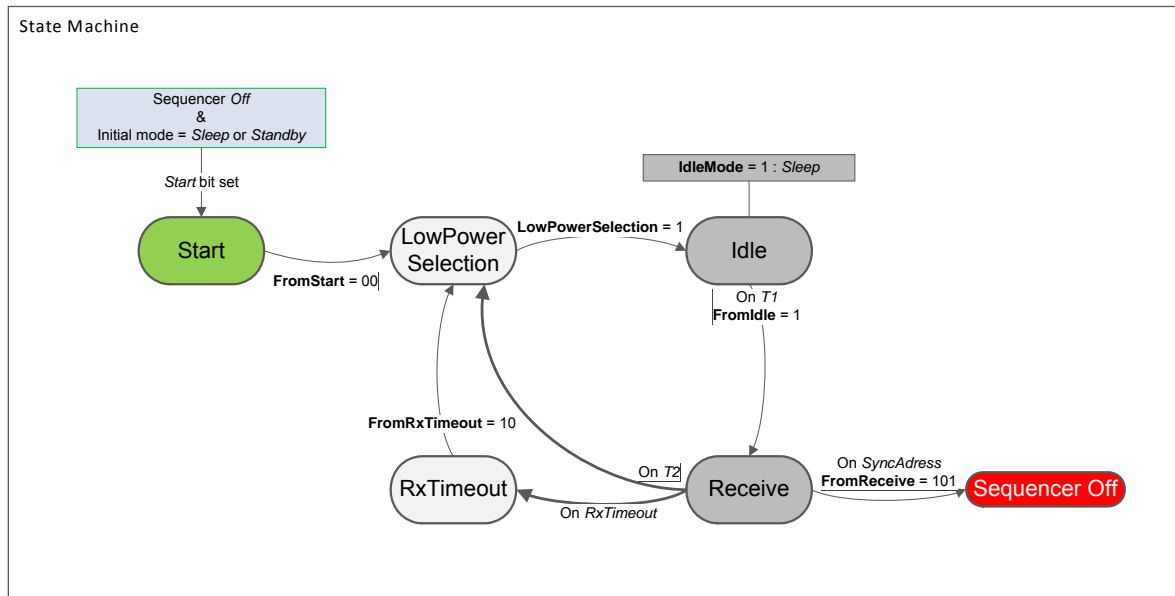 State Machine
Sequencer Off
&
Initial mode = Sleep or Standby
Start bit set
IdleMode = 1 : Sleep
Start
FromStart = 00
LowPower
Selection
LowPowerSelection = 1
Idle
On T1
FromIdle = 1
FromRxTimeout = 10
RxTimeout
On T2
On RxTimeout
Receive
On SyncAdress
FromReceive = 101
Sequencer Off